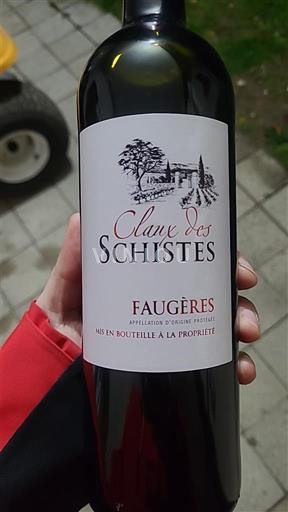 Claux des
SCHISTES
FAUGÈRES
APPELLATION D'ORIGINE PROTÉGÉE
MIS EN BOUTEILLE À LA PROPRIÉTÉ